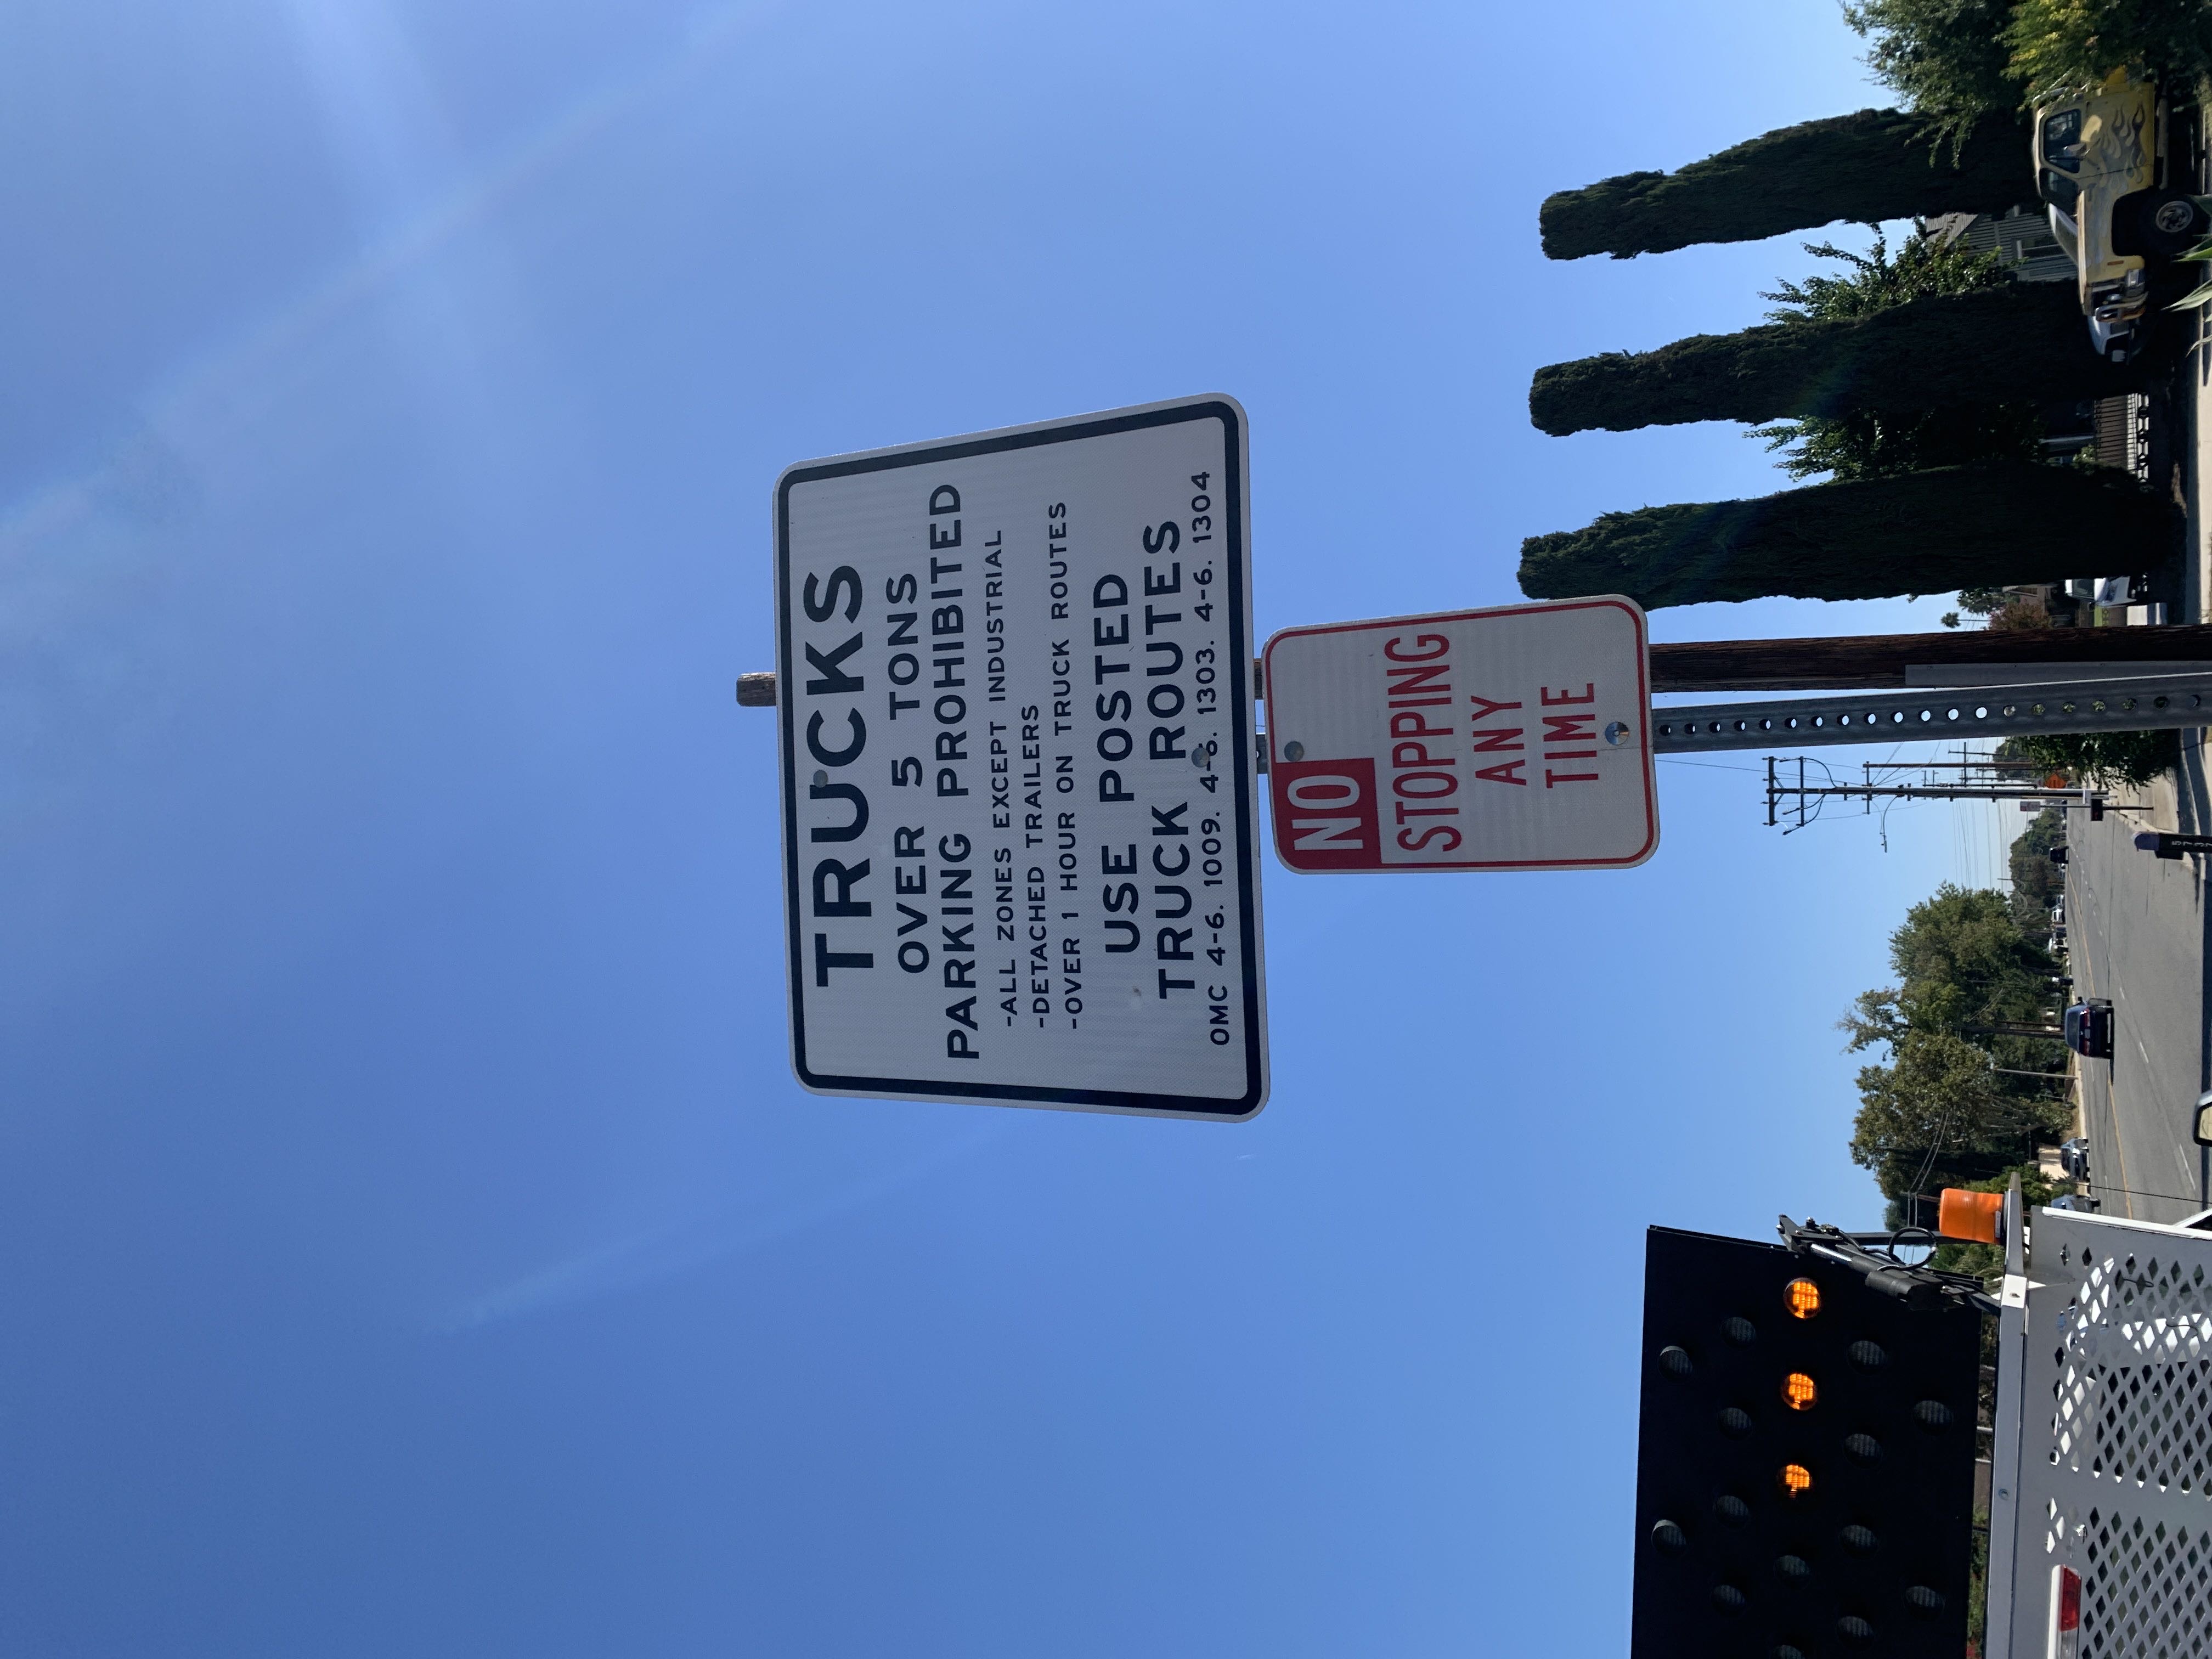 TRUCKS
OVER 5 TONS
PARKING PROHIBITED
-ALL ZONES EXCEPT INDUSTRIAL
-DETACHED TRAILERS
-OVER 1 HOUR ON TRUCK ROUTES
USE POSTED
TRUCK ROUTES
OMC 4-6. 1009. 4-6. 1303. 4-6. 1304
NO
STOPPING
ANY
TIME